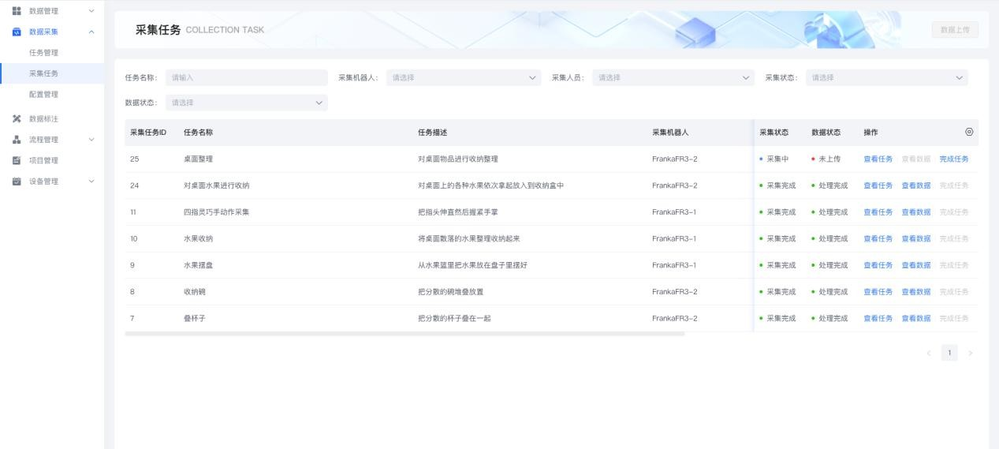 数据管理
数据采集
任务管理
采集任务
配置管理
数据标注
流程管理
项目管理
设备管理
采集任务 COLLECTION TASK
数据上传
任务名称: 请输入 采集机器人: 请选择 采集人员: 请选择 采集状态: 请选择
数据状态: 请选择
采集任务ID 任务名称 任务描述 采集机器人 采集状态 数据状态 操作
25 桌面整理 对桌面物品进行收纳整理 FrankaFR3-2 采集中 未上传 查看任务 查看数据 完成任务
24 对桌面水果进行收纳 对桌面上的各种水果依次拿起放入到收纳盒中 FrankaFR3-2 采集完成 处理完成 查看任务 查看数据 完成任务
11 四指灵巧手动作采集 把指头伸直然后握紧手掌 FrankaFR3-1 采集完成 处理完成 查看任务 查看数据 完成任务
10 水果收纳 将桌面散落的水果整理收纳起来 FrankaFR3-1 采集完成 处理完成 查看任务 查看数据 完成任务
9 水果摆盘 从水果篮里把水果放在盘子里摆好 FrankaFR3-1 采集完成 处理完成 查看任务 查看数据 完成任务
8 收纳碗 把分散的碗堆叠放置 FrankaFR3-2 采集完成 处理完成 查看任务 查看数据 完成任务
7 叠杯子 把分散的杯子叠在一起 FrankaFR3-2 采集完成 处理完成 查看任务 查看数据 完成任务
1